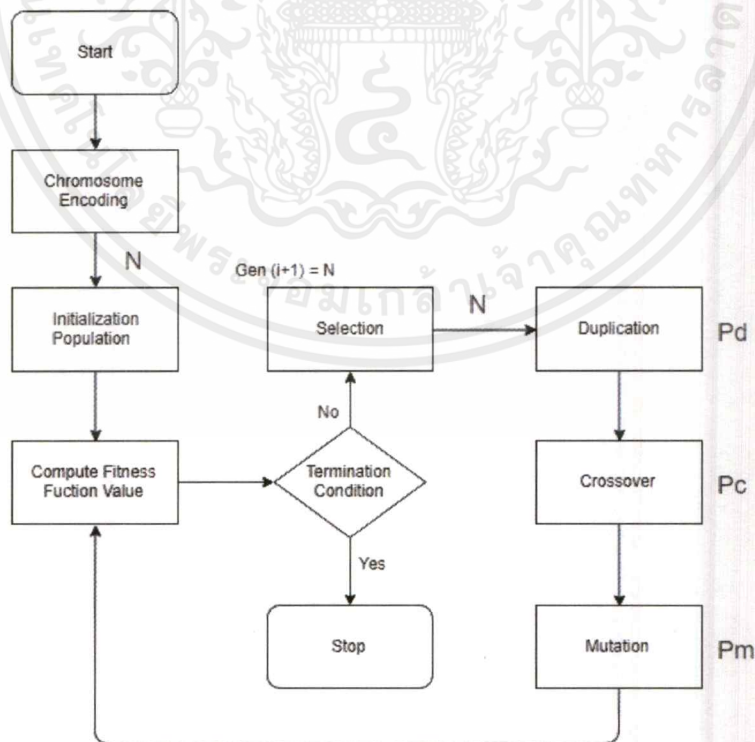 Start
Chromosome
Encoding
N
Initialization
Population
Compute Fitness
Fuction Value
Termination
Condition
No
Yes
Stop
Gen (i+1) = N
Selection
N
Duplication
Pd
Crossover
Pc
Mutation
Pm